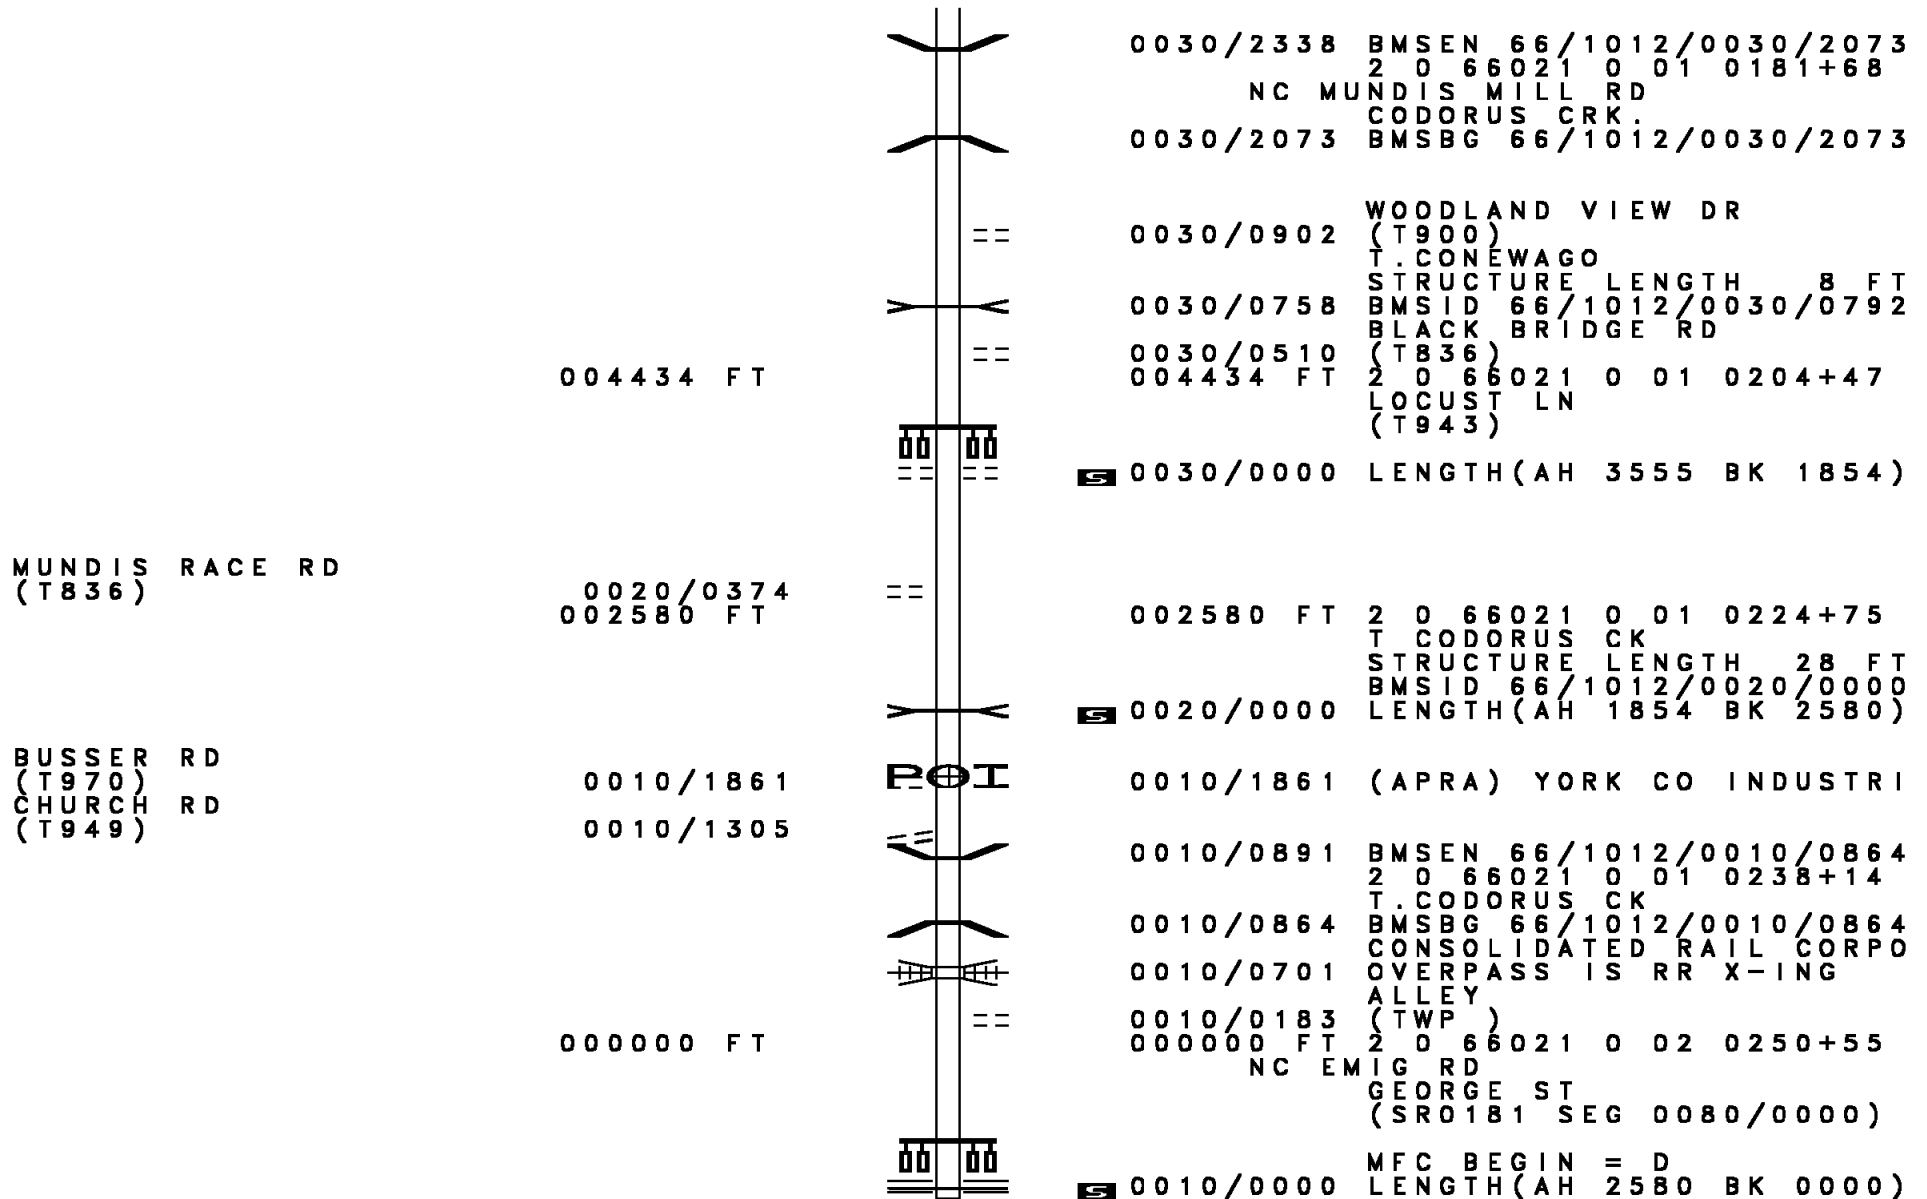 0030/2338 BMSEN 66/1012/0030/2073
2 0 66021 0 01 0181+68
NC MUNDIS MILL RD
CODORUS CRK.
0030/2073 BMSBG 66/1012/0030/2073
WOODLAND VIEW DR
0030/0902 (T900)
T.CONEWAGO
STRUCTURE LENGTH 8 FT
0030/0758 BMSID 66/1012/0030/0792
BLACK BRIDGE RD
0030/0510 (T836)
004434 FT 004434 FT 2 0 66021 0 01 0204+47
LOCUST LN
(T943)
S 0030/0000 LENGTH(AH 3555 BK 1854)
MUNDIS RACE RD
(T836) 0020/0374
002580 FT 002580 FT 2 0 66021 0 01 0224+75
T CODORUS CK
STRUCTURE LENGTH 28 FT
BMSID 66/1012/0020/0000
S 0020/0000 LENGTH(AH 1854 BK 2580)
BUSSER RD
(T970) 0010/1861 POI 0010/1861 (APRA) YORK CO INDUSTRI
CHURCH RD
(T949) 0010/1305
0010/0891 BMSEN 66/1012/0010/0864
2 0 66021 0 01 0238+14
T.CODORUS CK
0010/0864 BMSBG 66/1012/0010/0864
CONSOLIDATED RAIL CORPO
0010/0701 OVERPASS IS RR X-ING
ALLEY
0010/0183 (TWP )
000000 FT 000000 FT 2 0 66021 0 02 0250+55
NC EMIG RD
GEORGE ST
(SR0181 SEG 0080/0000)
MFC BEGIN = D
S 0010/0000 LENGTH(AH 2580 BK 0000)